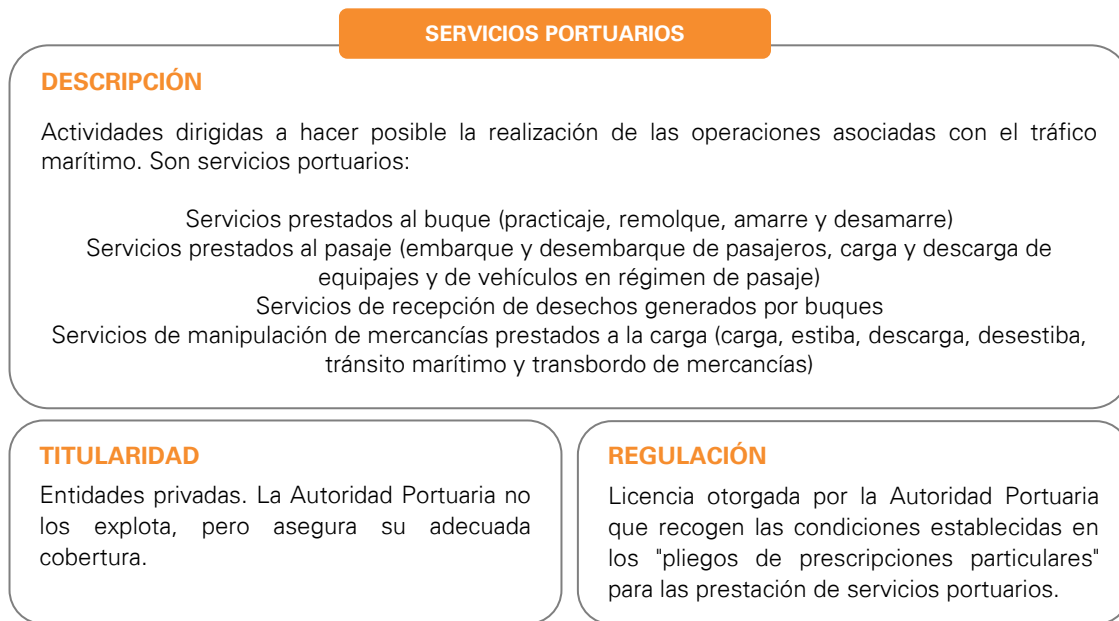 SERVICIOS PORTUARIOS
DESCRIPCIÓN
Actividades dirigidas a hacer posible la realización de las operaciones asociadas con el tráfico
marítimo. Son servicios portuarios:
Servicios prestados al buque (practicaje, remolque, amarre y desamarre)
Servicios prestados al pasaje (embarque y desembarque de pasajeros, carga y descarga de
equipajes y de vehículos en régimen de pasaje)
Servicios de recepción de desechos generados por buques
Servicios de manipulación de mercancías prestados a la carga (carga, estiba, descarga, desestiba,
tránsito marítimo y transbordo de mercancías)
TITULARIDAD
Entidades privadas. La Autoridad Portuaria no
los explota, pero asegura su adecuada
cobertura.
REGULACIÓN
Licencia otorgada por la Autoridad Portuaria
que recogen las condiciones establecidas en
los "pliegos de prescripciones particulares"
para las prestación de servicios portuarios.